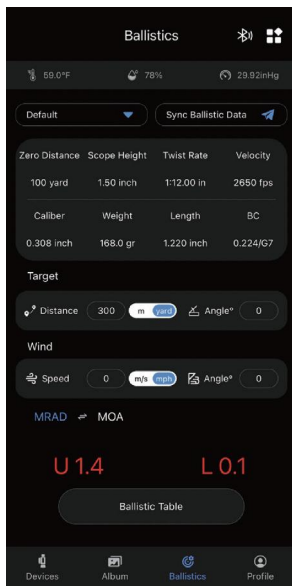 Ballistics
59.0°F 78% 29.92inHg
Default Sync Ballistic Data
Zero Distance Scope Height Twist Rate Velocity
100 yard 1.50 inch 1:12.00 in 2650 fps
Caliber Weight Length BC
0.308 inch 168.0 gr 1.220 inch 0.224/G7
Target
Distance 300 m yard Angle° 0
Wind
Speed 0 m/s mph Angle° 0
MRAD ⇌ MOA
U 1.4 L 0.1
Ballistic Table
Devices Album Ballistics Profile